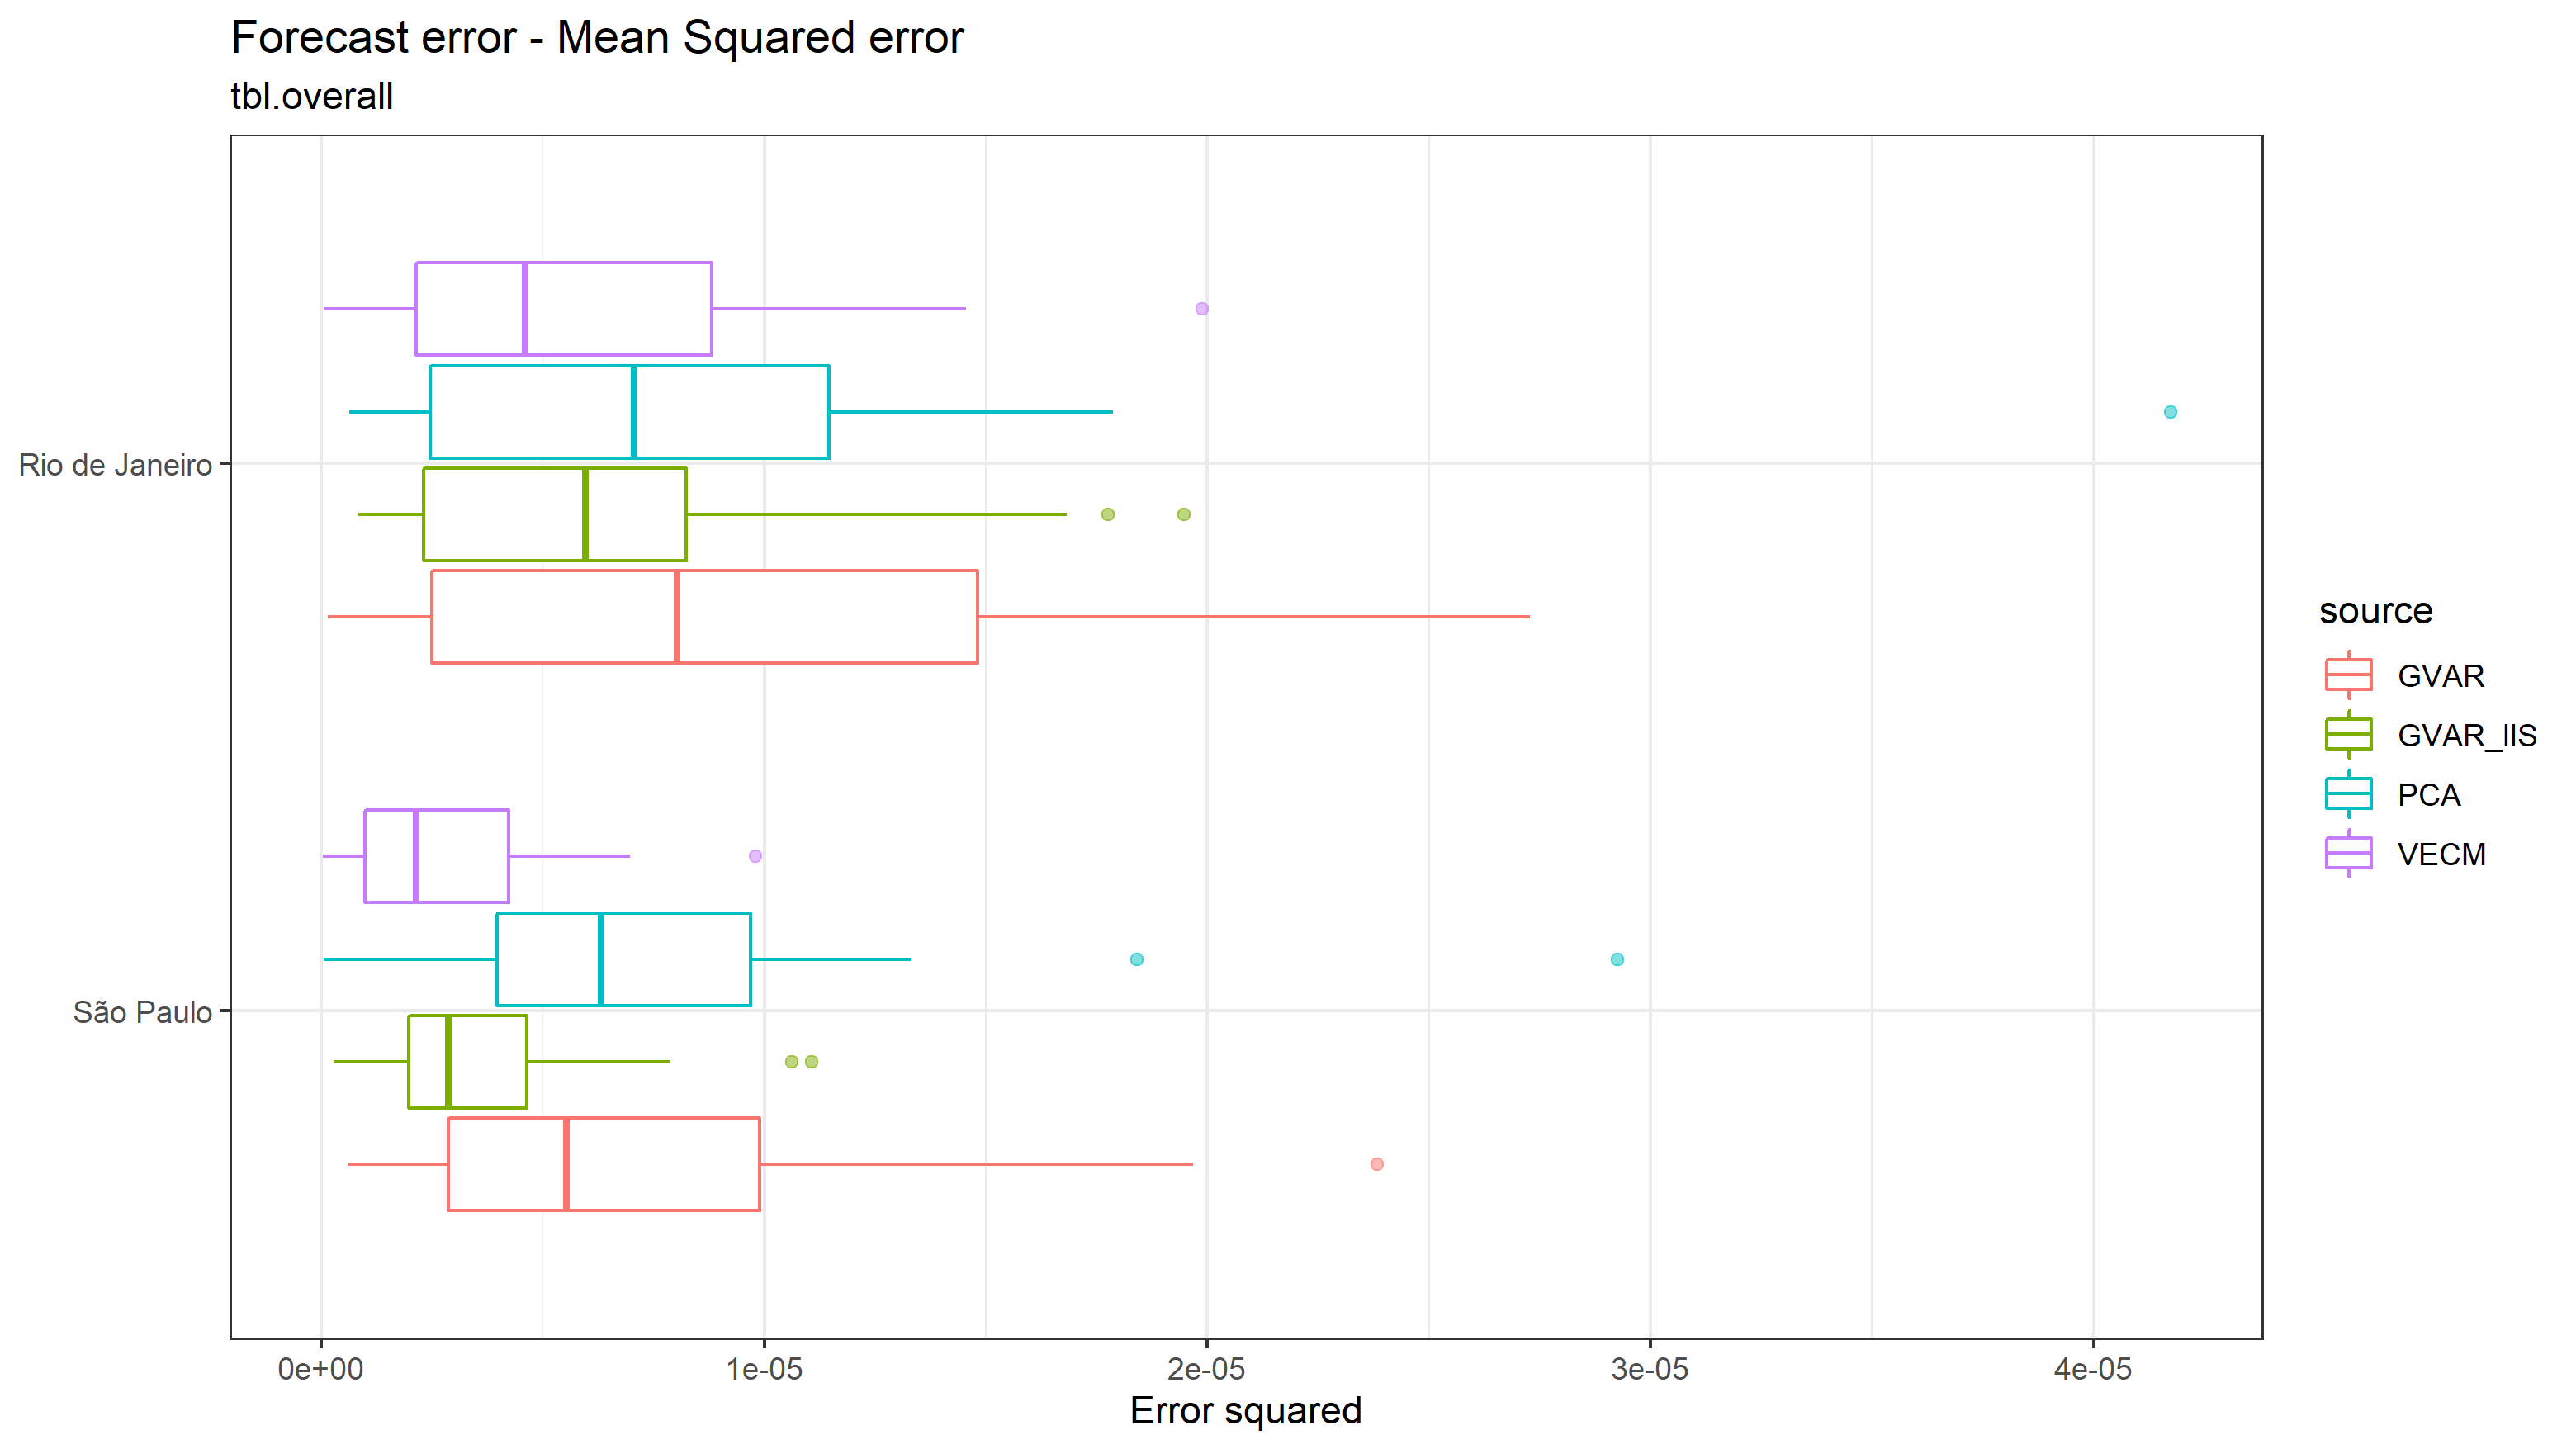 Forecast error - Mean Squared error
tbl.overall
Rio de Janeiro
São Paulo
0e+00
1e-05
2e-05
3e-05
4e-05
Error squared
source
GVAR
GVAR_IIS
PCA
VECM